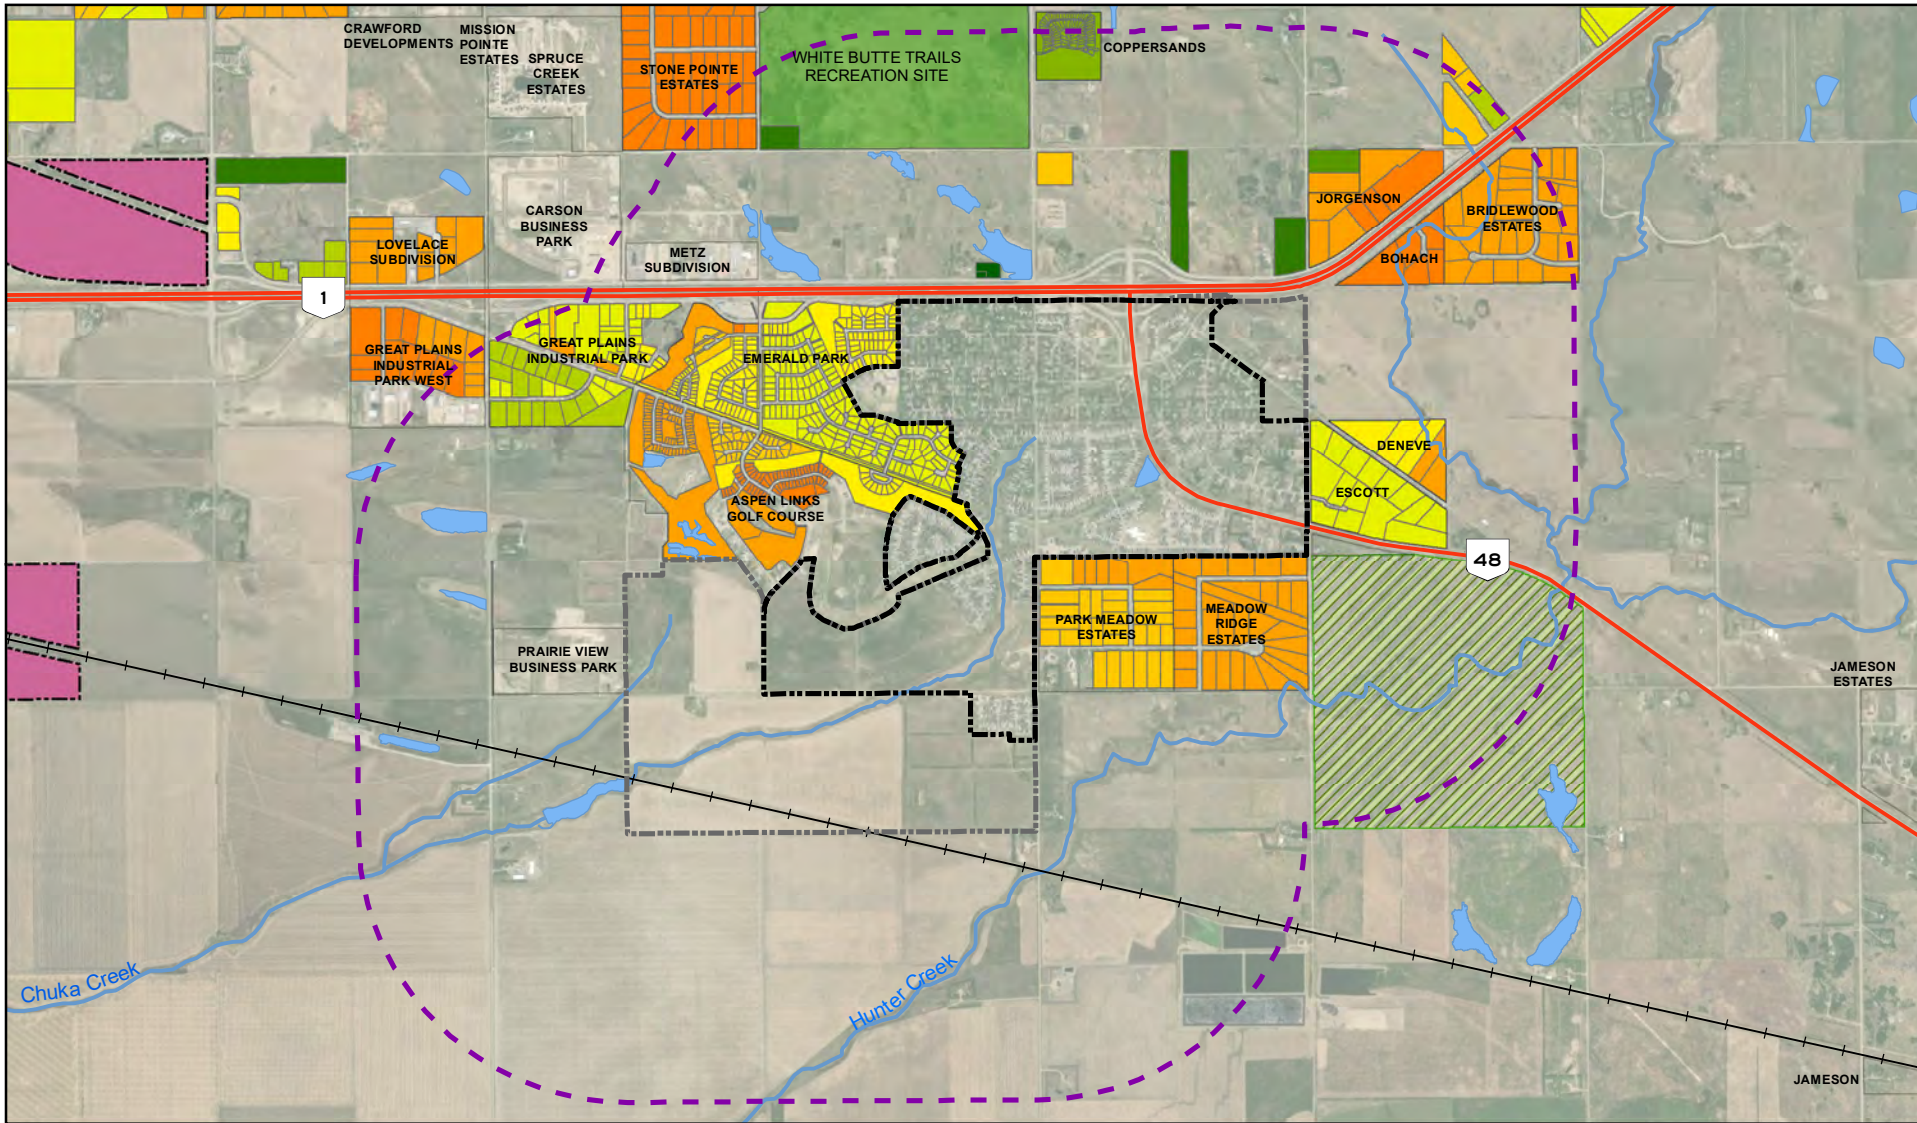 CRAWFORD
DEVELOPMENTS
MISSION
POINTE
ESTATES
SPRUCE
CREEK
ESTATES
STONE POINTE
ESTATES
WHITE BUTTE TRAILS
RECREATION SITE
COPPERSANDS
JORGENSON
BRIDLEWOOD
ESTATES
BOHACH
CARSON
BUSINESS
PARK
LOVELACE
SUBDIVISION
METZ
SUBDIVISION
1
GREAT PLAINS
INDUSTRIAL
PARK WEST
GREAT PLAINS
INDUSTRIAL PARK
EMERALD PARK
DENEVE
ESCOTT
ASPEN LINKS
GOLF COURSE
48
PARK MEADOW
ESTATES
MEADOW
RIDGE
ESTATES
PRAIRIE VIEW
BUSINESS PARK
JAMESON
ESTATES
Chuka Creek
Hunter Creek
JAMESON